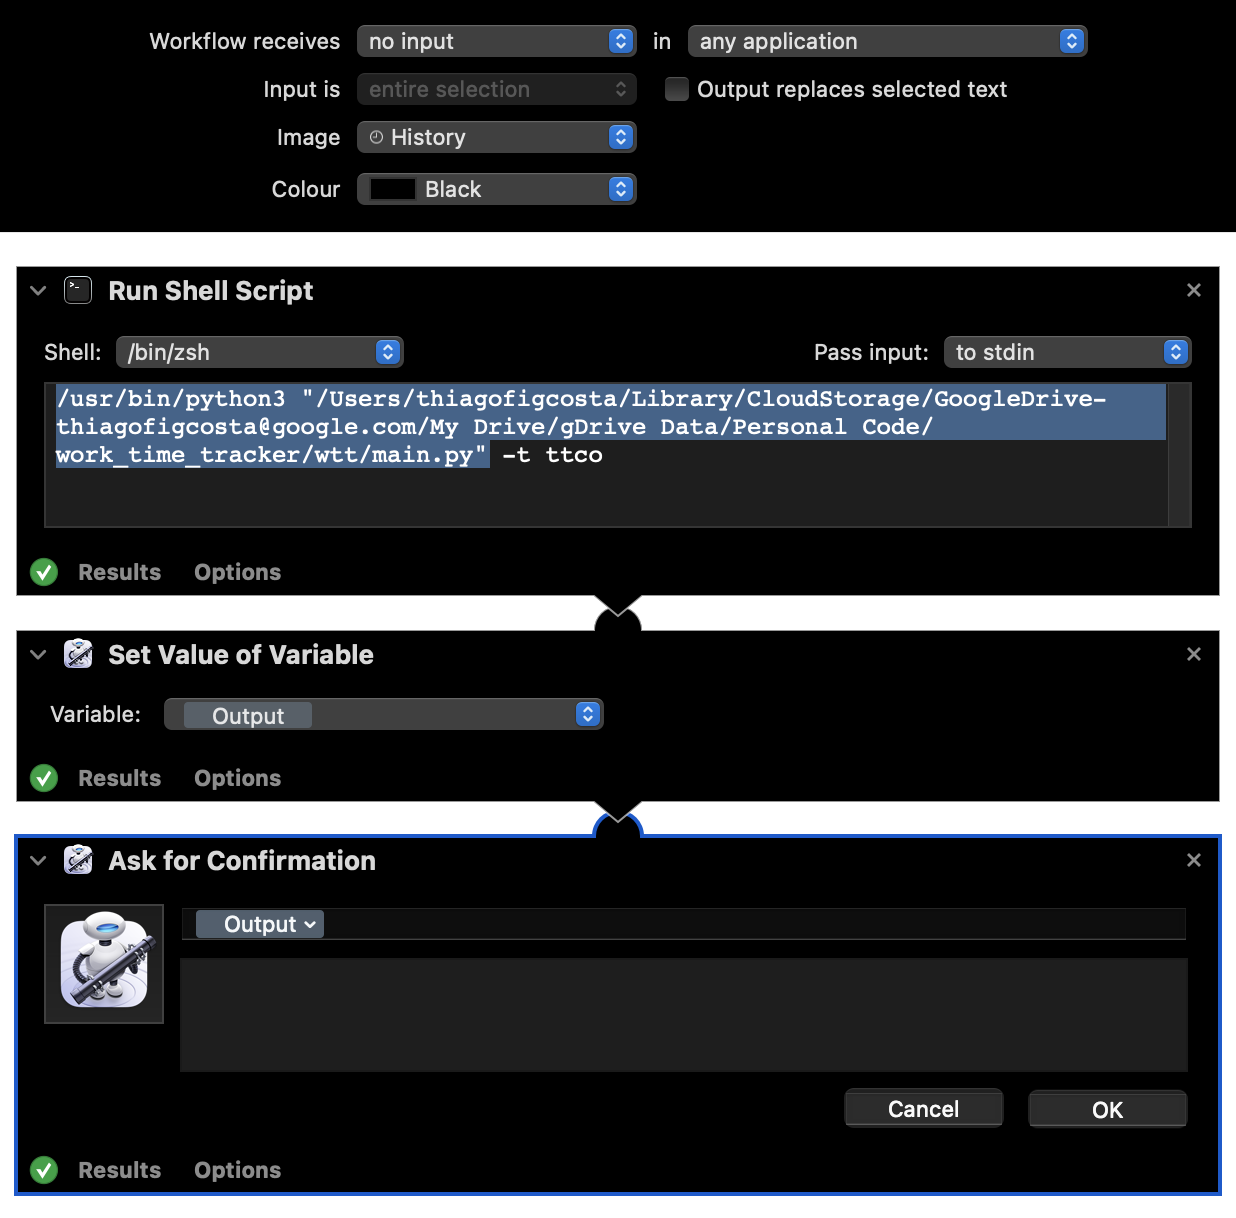 Workflow receives no input in any application
Input is entire selection Output replaces selected text
Image History
Colour Black
Run Shell Script
Shell: /bin/zsh Pass input: to stdin
/usr/bin/python3 "/Users/thiagofigcosta/Library/CloudStorage/GoogleDrive-
thiagofigcosta@google.com/My Drive/gDrive Data/Personal Code/
work_time_tracker/wtt/main.py" -t ttco
Results Options
Set Value of Variable
Variable: Output
Results Options
Ask for Confirmation
Output
Cancel OK
Results Options